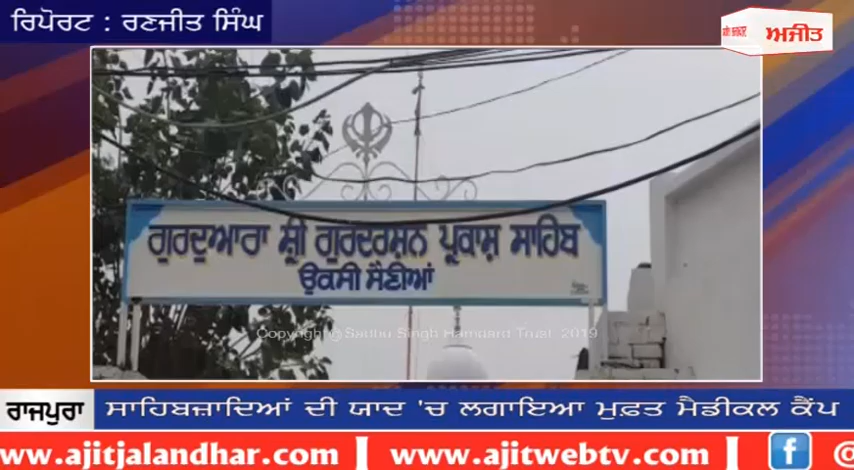 ਰਿਪੋਰਟ : ਰਣਜੀਤ ਸਿੰਘ
ਅਜੀਤ
ਗੁਰਦੁਆਰਾ ਸ਼੍ਰੀ ਗੁਰਦਰਸ਼ਨ ਪ੍ਰਕਾਸ਼ ਸਾਹਿਬ
ਉਕਸੀ ਸੈਣੀਆਂ
Copyright © Sadhu Singh Hamdard Trust, 2019
ਰਾਜਪੁਰਾ ਸਾਹਿਬਜ਼ਾਦਿਆਂ ਦੀ ਯਾਦ 'ਚ ਲਗਾਇਆ ਮੁਫ਼ਤ ਮੈਡੀਕਲ ਕੈਂਪ
www.ajitjalandhar.com | www.ajitwebtv.com | f